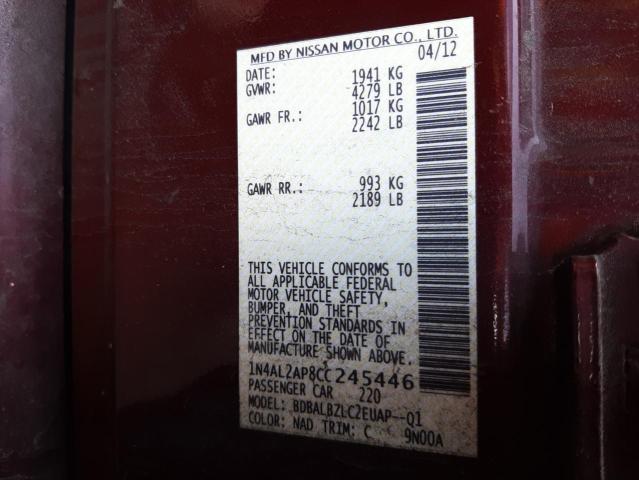 MFD BY NISSAN MOTOR CO., LTD.
04/12
DATE: 1941 KG
GVWR: 4279 LB
1017 KG
GAWR FR.: 2242 LB
GAWR RR.: 993 KG
2189 LB
THIS VEHICLE CONFORMS TO
ALL APPLICABLE FEDERAL
MOTOR VEHICLE SAFETY,
BUMPER, AND THEFT
PREVENTION STANDARDS IN
EFFECT ON THE DATE OF
MANUFACTURE SHOWN ABOVE.
1N4AL2AP8CC245446
PASSENGER CAR 220
MODEL: BDBALBZLC2EUAP--Q1
COLOR: NAD TRIM: C 9N00A